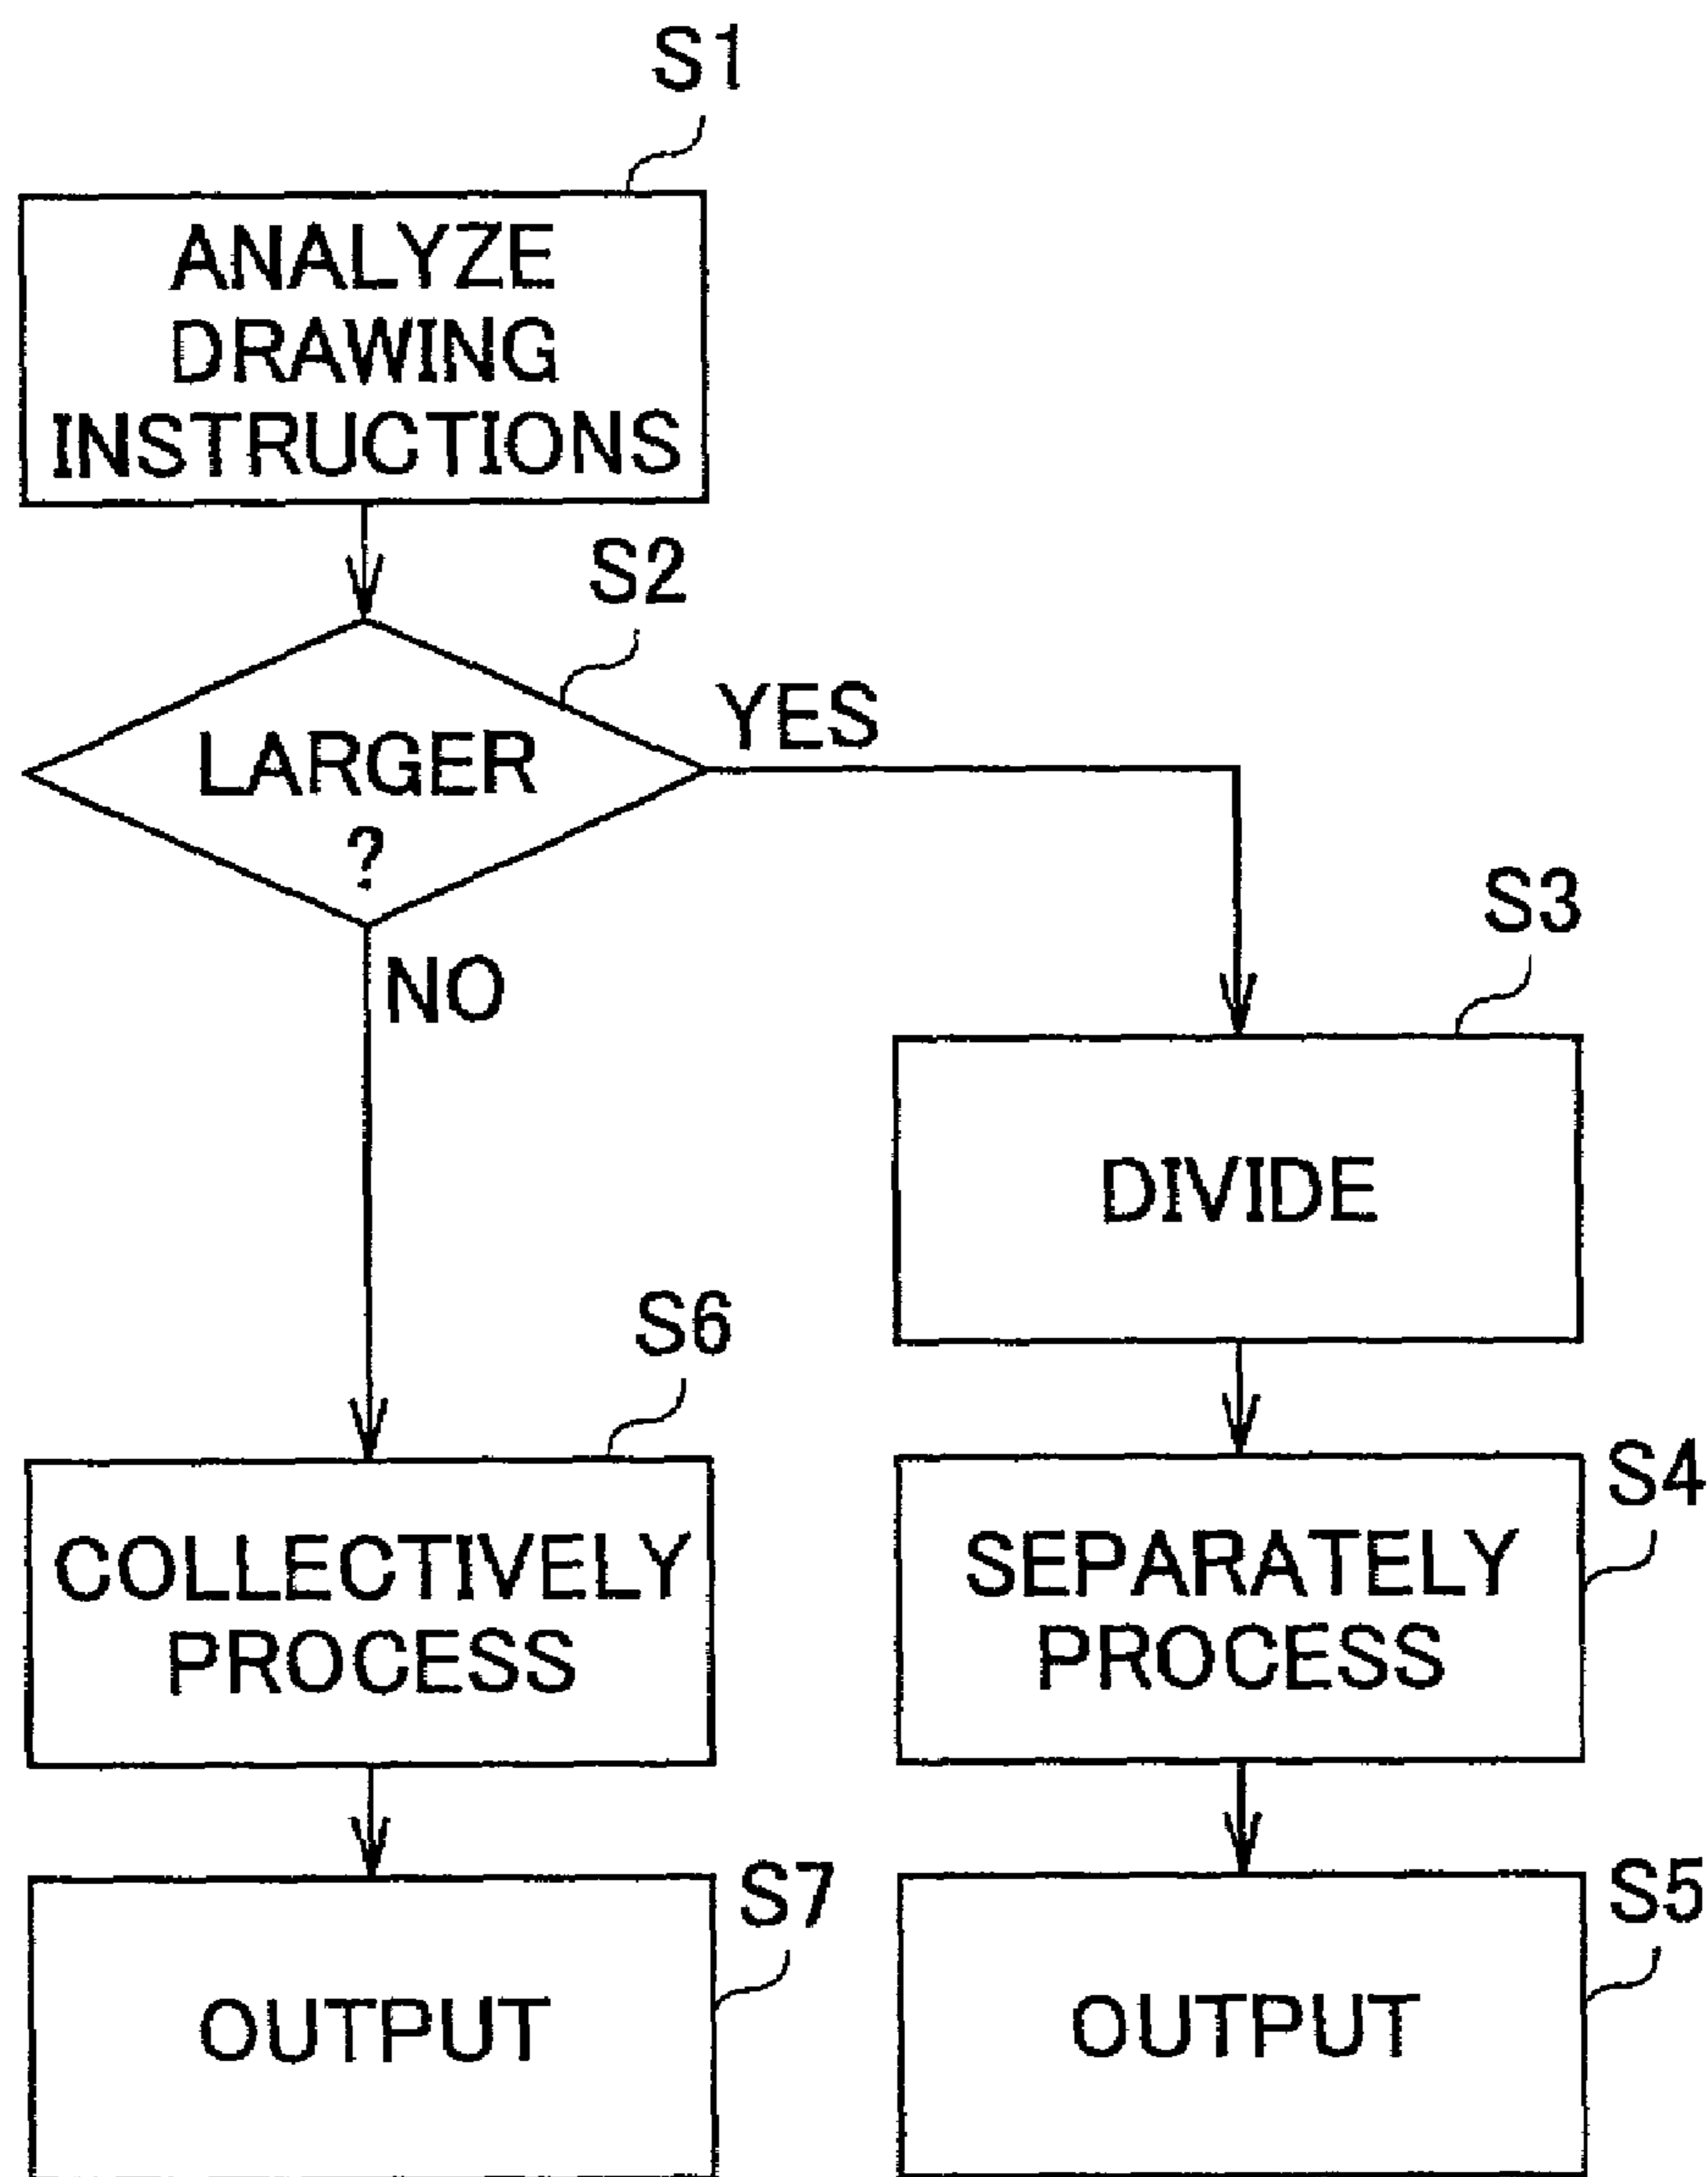 S1
ANALYZE
DRAWING
INSTRUCTIONS
S2
LARGER
?
YES
NO
S3
DIVIDE
S6
COLLECTIVELY
PROCESS
S4
SEPARATELY
PROCESS
S7
OUTPUT
S5
OUTPUT